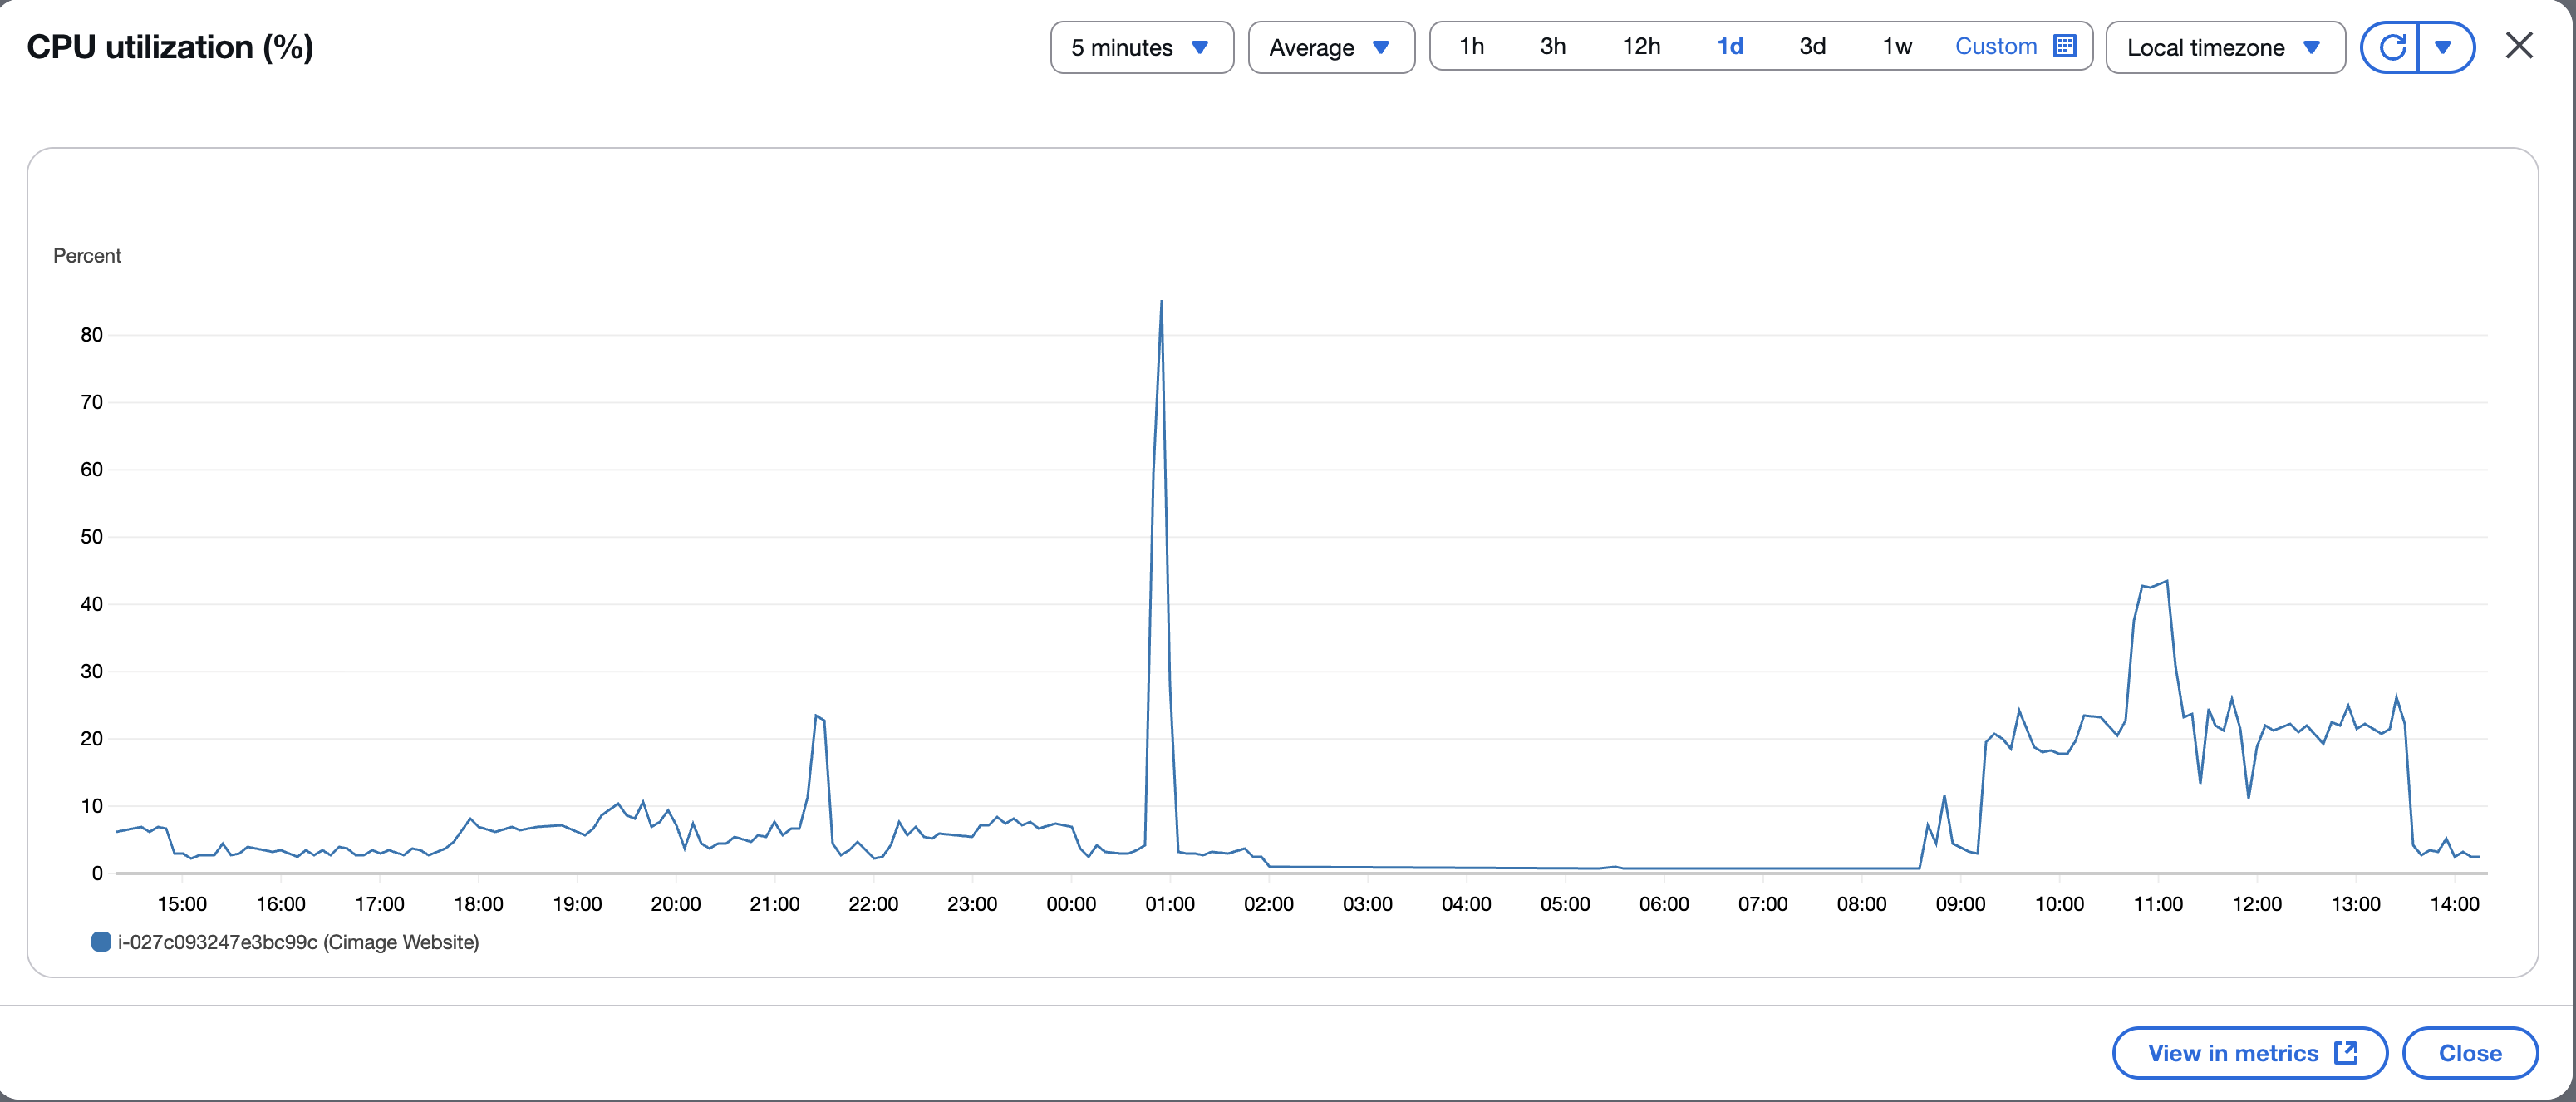 CPU utilization (%)
5 minutes Average 1h 3h 12h 1d 3d 1w Custom Local timezone
Percent
80
70
60
50
40
30
20
10
0
15:00 16:00 17:00 18:00 19:00 20:00 21:00 22:00 23:00 00:00 01:00 02:00 03:00 04:00 05:00 06:00 07:00 08:00 09:00 10:00 11:00 12:00 13:00 14:00
i-027c093247e3bc99c (Cimage Website)
View in metrics Close